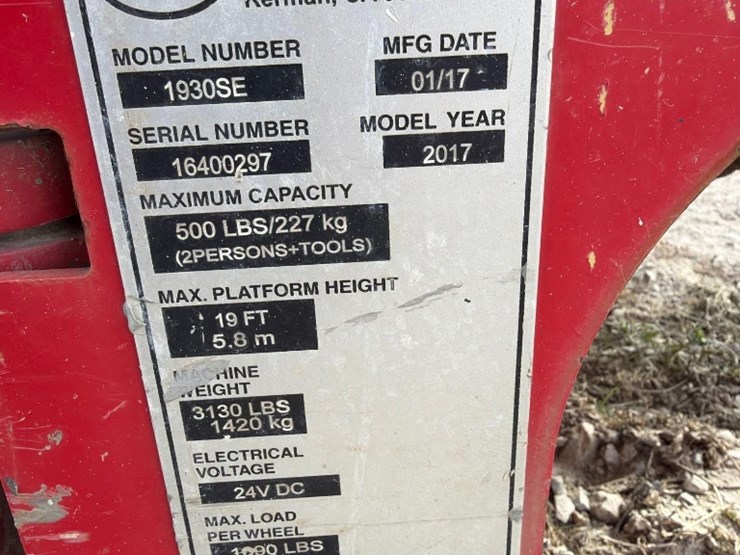 Kerman,
MODEL NUMBER
1930SE
MFG DATE
01/17
SERIAL NUMBER
16400297
MODEL YEAR
2017
MAXIMUM CAPACITY
500 LBS/227 kg
(2PERSONS+TOOLS)
MAX. PLATFORM HEIGHT
19 FT
5.8 m
MACHINE
WEIGHT
3130 LBS
1420 kg
ELECTRICAL
VOLTAGE
24V DC
MAX. LOAD
PER WHEEL
LBS